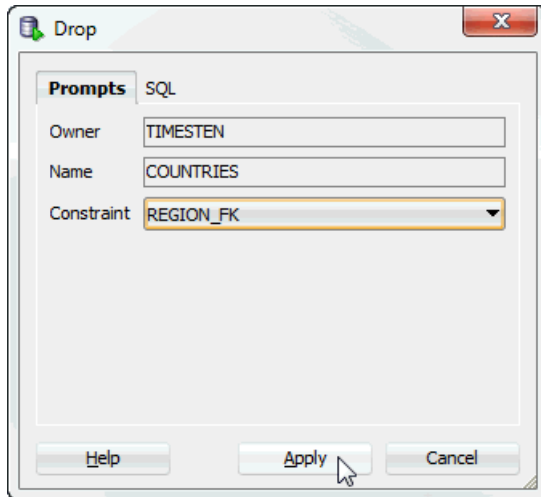 Drop
Prompts SQL
Owner TIMESTEN
Name COUNTRIES
Constraint REGION_FK
Help Apply Cancel